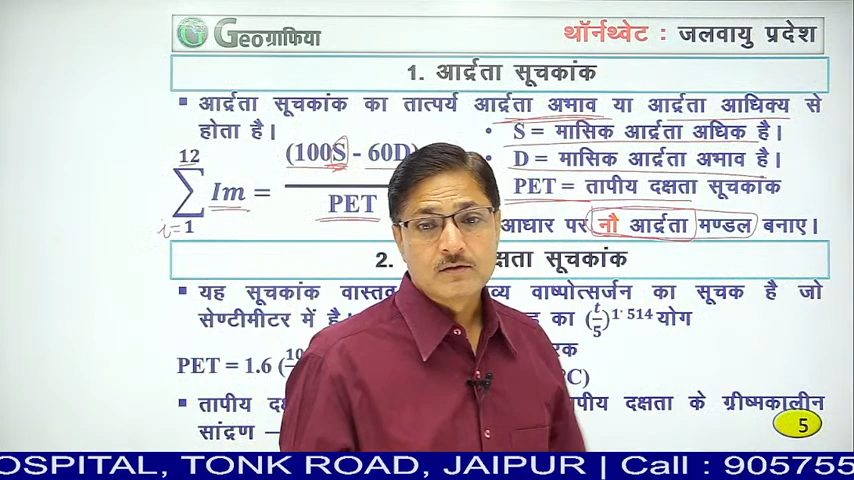 Geoग्राफिया
थॉर्नथ्वेट : जलवायु प्रदेश
1. आर्द्रता सूचकांक
▪ आर्द्रता सूचकांक का तात्पर्य आर्द्रता अभाव या आर्द्रता आधिक्य से
होता है।
12
∑ Im = (100S - 60D)
PET
i=1
• S = मासिक आर्द्रता अधिक है।
• D = मासिक आर्द्रता अभाव है।
PET = तापीय दक्षता सूचकांक
आधार पर नौ आर्द्रता मण्डल बनाए।
2. क्षता सूचकांक
▪ यह सूचकांक वाष्पोत्सर्जन का सूचक है जो
सेण्टीमीटर में है। का (t/5)1·514 योग
PET = 1.6 (10
▪ तापीय तापीय दक्षता के ग्रीष्मकालीन
सांद्रण —
5
OSPITAL, TONK ROAD, JAIPUR | Call : 905755